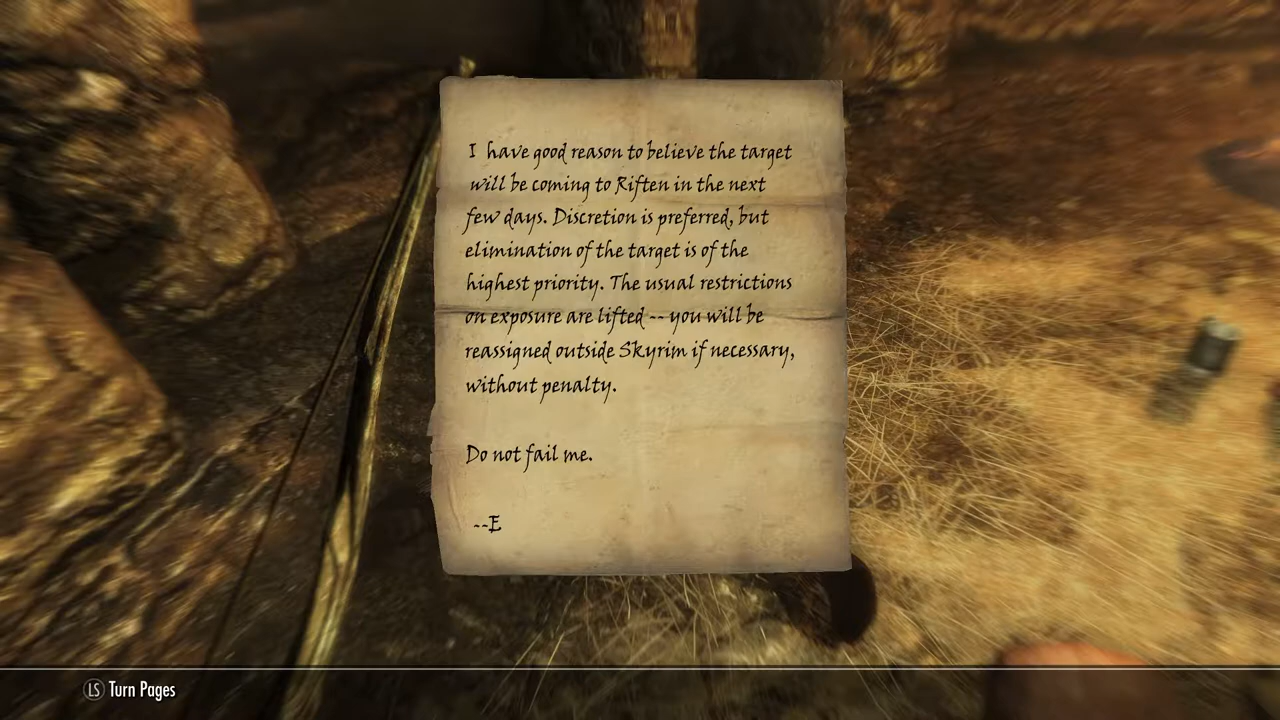 I have good reason to believe the target
will be coming to Riften in the next
few days. Discretion is preferred, but
elimination of the target is of the
highest priority. The usual restrictions
on exposure are lifted -- you will be
reassigned outside Skyrim if necessary,
without penalty.
Do not fail me.
--E
LS Turn Pages